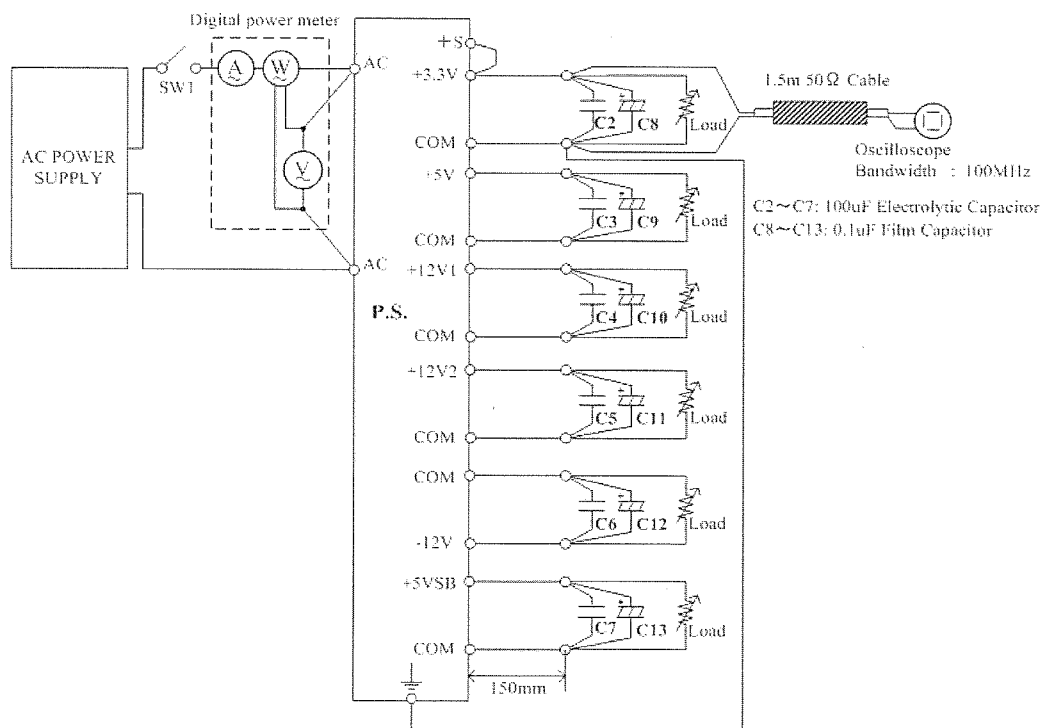 Digital power meter
A
W
V
SW1
AC POWER
SUPPLY
AC
AC
P.S.
+S
+3.3V
COM
+5V
COM
+12V1
COM
+12V2
COM
COM
-12V
+5VSB
COM
C2
C8
Load
C3
C9
Load
C4
C10
Load
C5
C11
Load
C6
C12
Load
C7
C13
Load
150mm
1.5m 50Ω Cable
Oscilloscope
Bandwidth : 100MHz
C2~C7: 100uF Electrolytic Capacitor
C8~C13: 0.1uF Film Capacitor